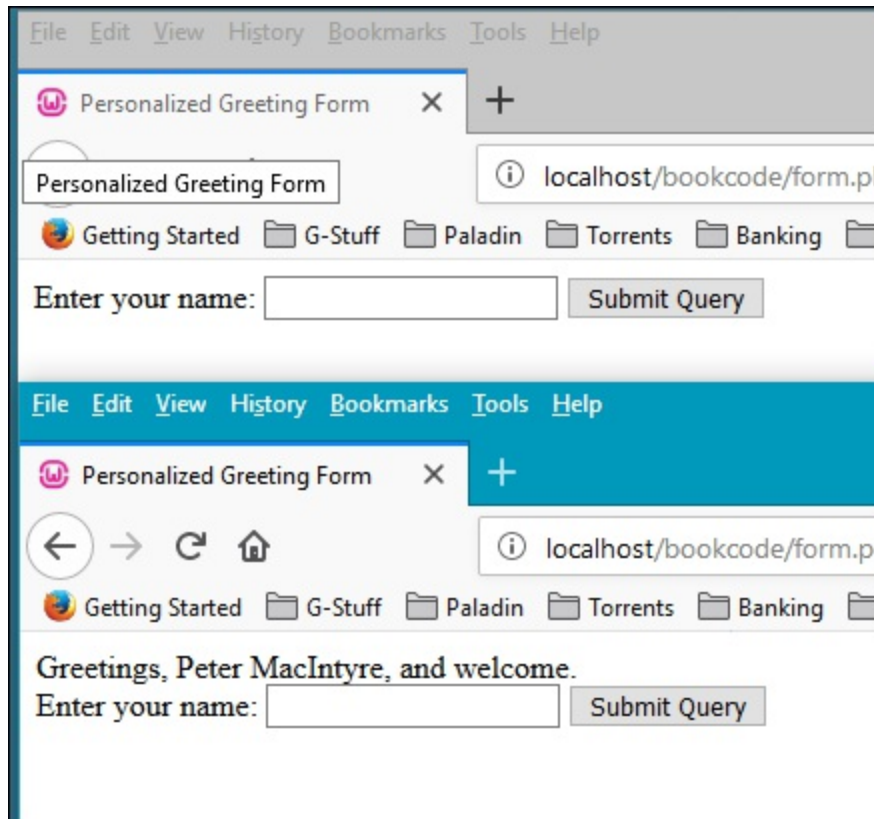 File Edit View History Bookmarks Tools Help
Personalized Greeting Form
Personalized Greeting Form
localhost/bookcode/form.p
Getting Started G-Stuff Paladin Torrents Banking
Enter your name: Submit Query
File Edit View History Bookmarks Tools Help
Personalized Greeting Form
localhost/bookcode/form.p
Getting Started G-Stuff Paladin Torrents Banking
Greetings, Peter MacIntyre, and welcome.
Enter your name: Submit Query